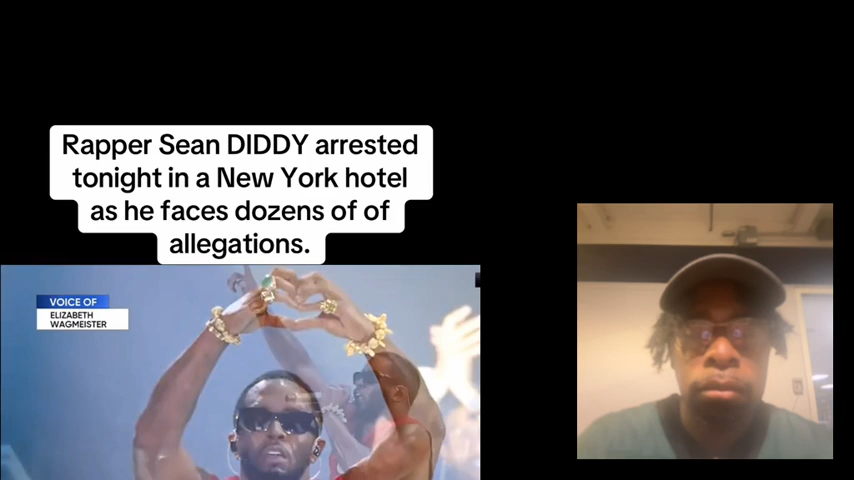 Rapper Sean DIDDY arrested
tonight in a New York hotel
as he faces dozens of of
allegations.
VOICE OF
ELIZABETH
WAGMEISTER